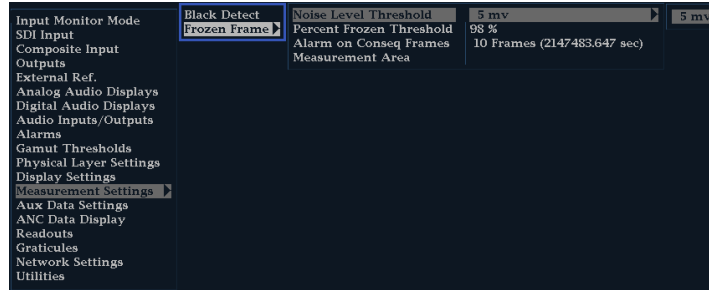 Input Monitor Mode
SDI Input
Composite Input
Outputs
External Ref.
Analog Audio Displays
Digital Audio Displays
Audio Inputs/Outputs
Alarms
Gamut Thresholds
Physical Layer Settings
Display Settings
Measurement Settings
Aux Data Settings
ANC Data Display
Readouts
Graticules
Network Settings
Utilities
Black Detect
Frozen Frame
Noise Level Threshold 5 mv
Percent Frozen Threshold 98 %
Alarm on Conseq Frames 10 Frames (2147483.647 sec)
Measurement Area
5 mv